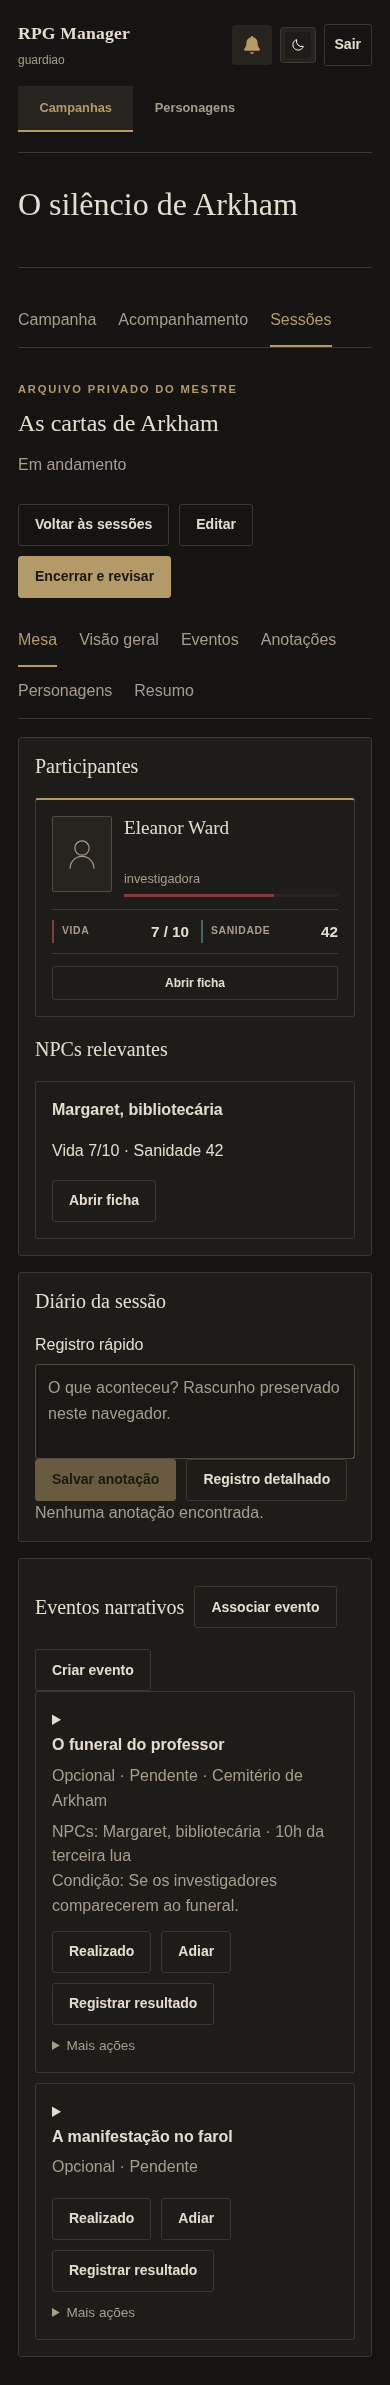 RPG Manager
guardiao
Sair
Campanhas Personagens
O silêncio de Arkham
Campanha Acompanhamento Sessões
ARQUIVO PRIVADO DO MESTRE
As cartas de Arkham
Em andamento
Voltar às sessões Editar
Encerrar e revisar
Mesa Visão geral Eventos Anotações
Personagens Resumo
Participantes
Eleanor Ward
investigadora
VIDA 7 / 10 SANIDADE 42
Abrir ficha
NPCs relevantes
Margaret, bibliotecária
Vida 7/10 · Sanidade 42
Abrir ficha
Diário da sessão
Registro rápido
O que aconteceu? Rascunho preservado
neste navegador.
Salvar anotação Registro detalhado
Nenhuma anotação encontrada.
Eventos narrativos Associar evento
Criar evento
O funeral do professor
Opcional · Pendente · Cemitério de
Arkham
NPCs: Margaret, bibliotecária · 10h da
terceira lua
Condição: Se os investigadores
comparecerem ao funeral.
Realizado Adiar
Registrar resultado
Mais ações
A manifestação no farol
Opcional · Pendente
Realizado Adiar
Registrar resultado
Mais ações